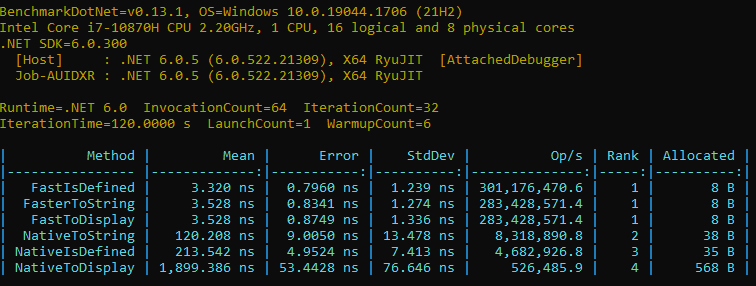 BenchmarkDotNet=v0.13.1, OS=Windows 10.0.19044.1706 (21H2)
Intel Core i7-10870H CPU 2.20GHz, 1 CPU, 16 logical and 8 physical cores
.NET SDK=6.0.300
  [Host]     : .NET 6.0.5 (6.0.522.21309), X64 RyuJIT  [AttachedDebugger]
  Job-AUIDXR : .NET 6.0.5 (6.0.522.21309), X64 RyuJIT
Runtime=.NET 6.0  InvocationCount=64  IterationCount=32
IterationTime=120.0000 s  LaunchCount=1  WarmupCount=6
|          Method |         Mean |      Error |    StdDev |          Op/s | Rank | Allocated |
|---------------- |-------------:|-----------:|----------:|--------------:|-----:|----------:|
|   FastIsDefined |     3.320 ns |  0.7960 ns |  1.239 ns | 301,176,470.6 |    1 |       8 B |
|  FasterToString |     3.528 ns |  0.8341 ns |  1.274 ns | 283,428,571.4 |    1 |       8 B |
|   FastToDisplay |     3.528 ns |  0.8749 ns |  1.336 ns | 283,428,571.4 |    1 |       8 B |
|  NativeToString |   120.208 ns |  9.0050 ns | 13.478 ns |   8,318,890.8 |    2 |      38 B |
| NativeIsDefined |   213.542 ns |  4.9524 ns |  7.413 ns |   4,682,926.8 |    3 |      35 B |
| NativeToDisplay | 1,899.386 ns | 53.4428 ns | 76.646 ns |     526,485.9 |    4 |     568 B |